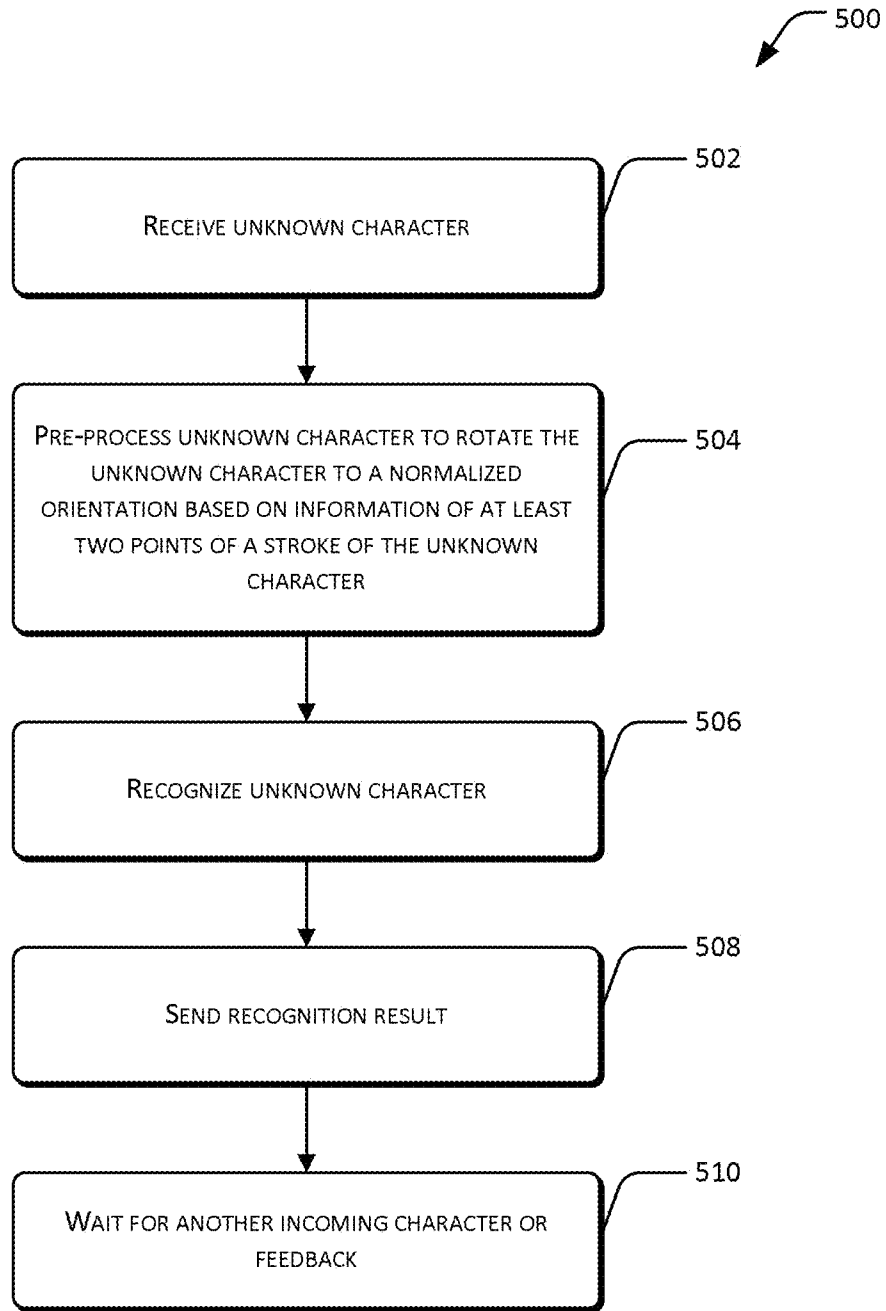 500
502
RECEIVE UNKNOWN CHARACTER
504
PRE-PROCESS UNKNOWN CHARACTER TO ROTATE THE
UNKNOWN CHARACTER TO A NORMALIZED
ORIENTATION BASED ON INFORMATION OF AT LEAST
TWO POINTS OF A STROKE OF THE UNKNOWN
CHARACTER
506
RECOGNIZE UNKNOWN CHARACTER
508
SEND RECOGNITION RESULT
510
WAIT FOR ANOTHER INCOMING CHARACTER OR
FEEDBACK